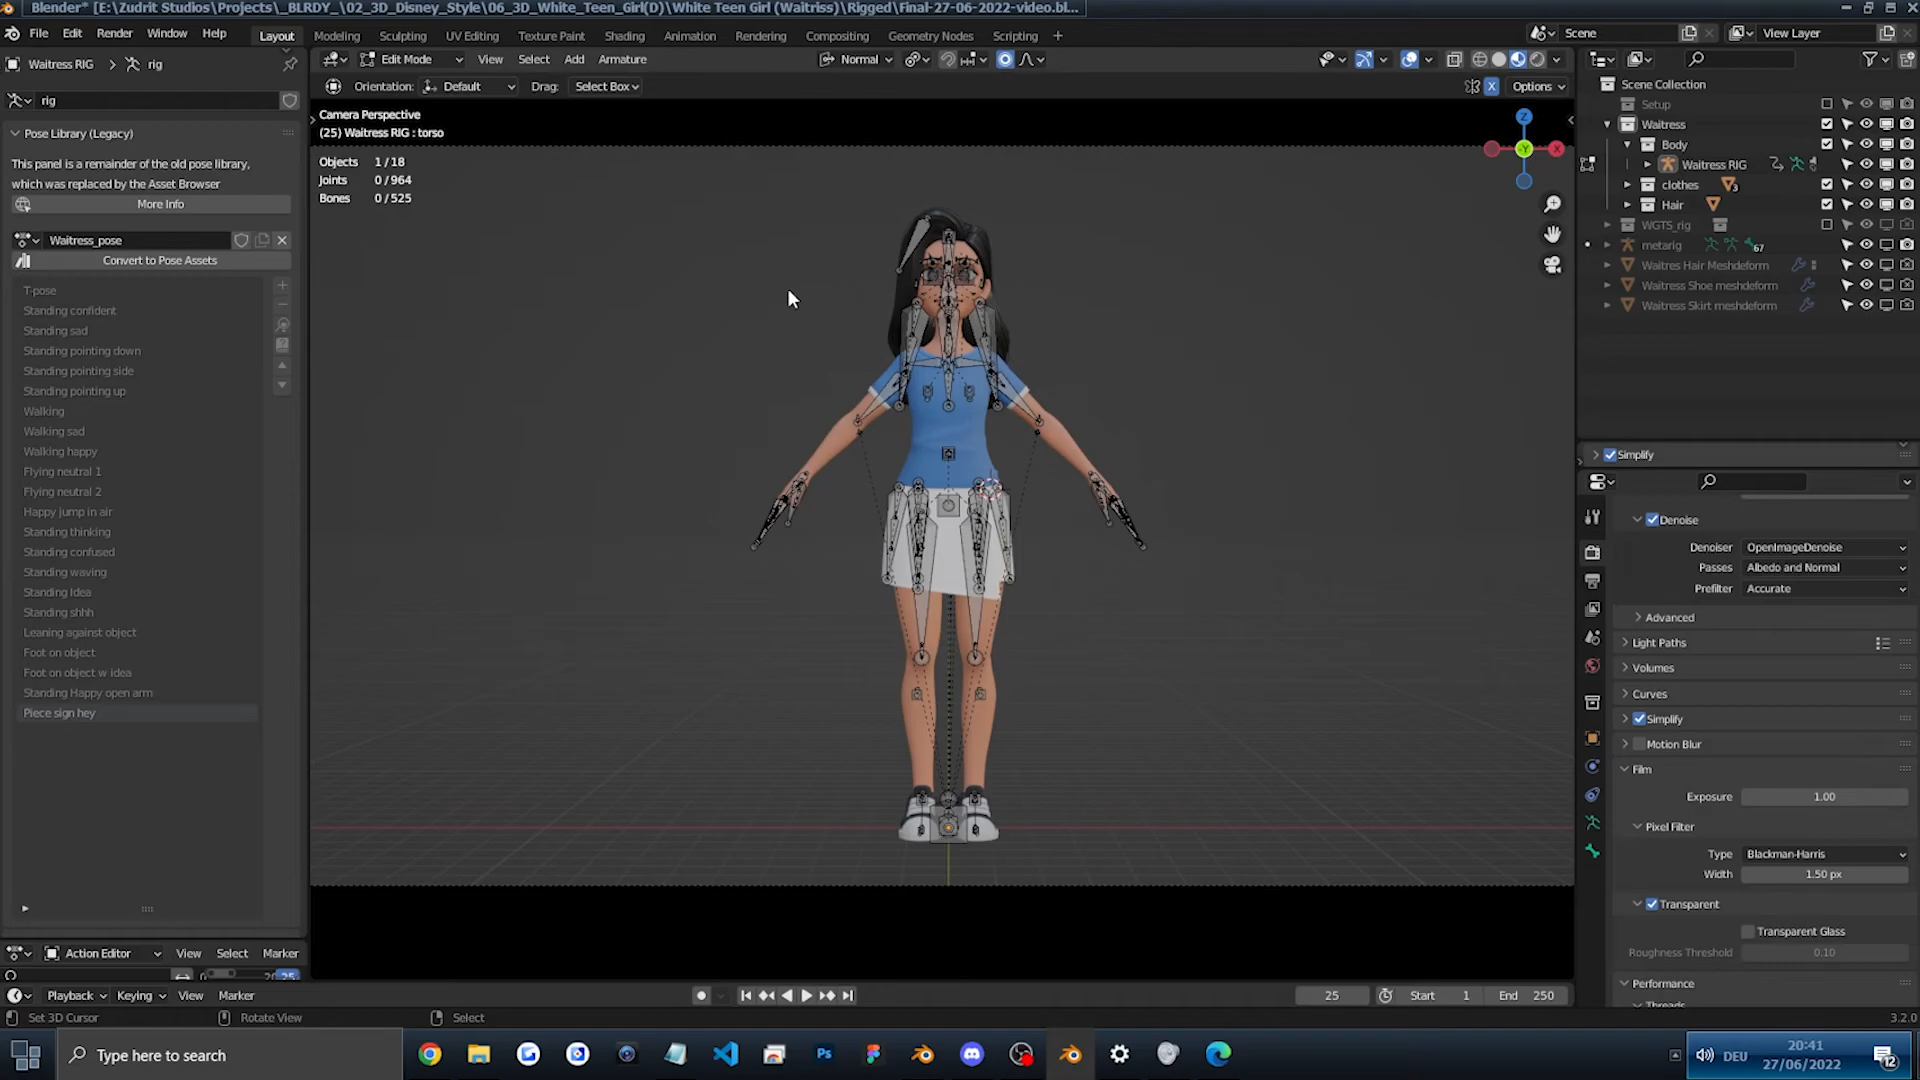 Blender* [E:\Zudrit Studios\Projects\_BLRDY_\02_3D_Disney_Style\06_3D_White_Teen_Girl(D)\White Teen Girl (Waitriss)\Rigged\Final-27-06-2022-video.bl...
File Edit Render Window Help
Layout Modeling Sculpting UV Editing Texture Paint Shading Animation Rendering Compositing Geometry Nodes Scripting +
Scene
View Layer
Waitress RIG > rig
Edit Mode View Select Add Armature
Normal
rig
Orientation: Default Drag: Select Box
X
Options
Pose Library (Legacy)
This panel is a remainder of the old pose library,
which was replaced by the Asset Browser
More Info
Waitress_pose
Convert to Pose Assets
T-pose
Standing confident
Standing sad
Standing pointing down
Standing pointing side
Standing pointing up
Walking
Walking sad
Walking happy
Flying neutral 1
Flying neutral 2
Happy jump in air
Standing thinking
Standing confused
Standing waving
Standing Idea
Standing shhh
Leaning against object
Foot on object
Foot on object w idea
Standing Happy open arm
Piece sign hey
Action Editor View Select Marker
25
Camera Perspective
(25) Waitress RIG : torso
Objects 1/18
Joints 0/964
Bones 0/525
Z
-Y
X
Scene Collection
Setup
Waitress
Body
Waitress RIG
clothes 3
Hair
WGTS_rig
metarig 67
Waitres Hair Meshdeform
Waitress Shoe meshdeform
Waitress Skirt meshdeform
Simplify
Denoise
Denoiser OpenImageDenoise
Passes Albedo and Normal
Prefilter Accurate
Advanced
Light Paths
Volumes
Curves
Simplify
Motion Blur
Film
Exposure 1.00
Pixel Filter
Type Blackman-Harris
Width 1.50 px
Transparent
Transparent Glass
Roughness Threshold 0.10
Performance
Threads
Playback Keying View Marker
25 Start 1 End 250
Set 3D Cursor Rotate View Select
3.2.0
Type here to search
Ps
DEU
20:41
27/06/2022
12